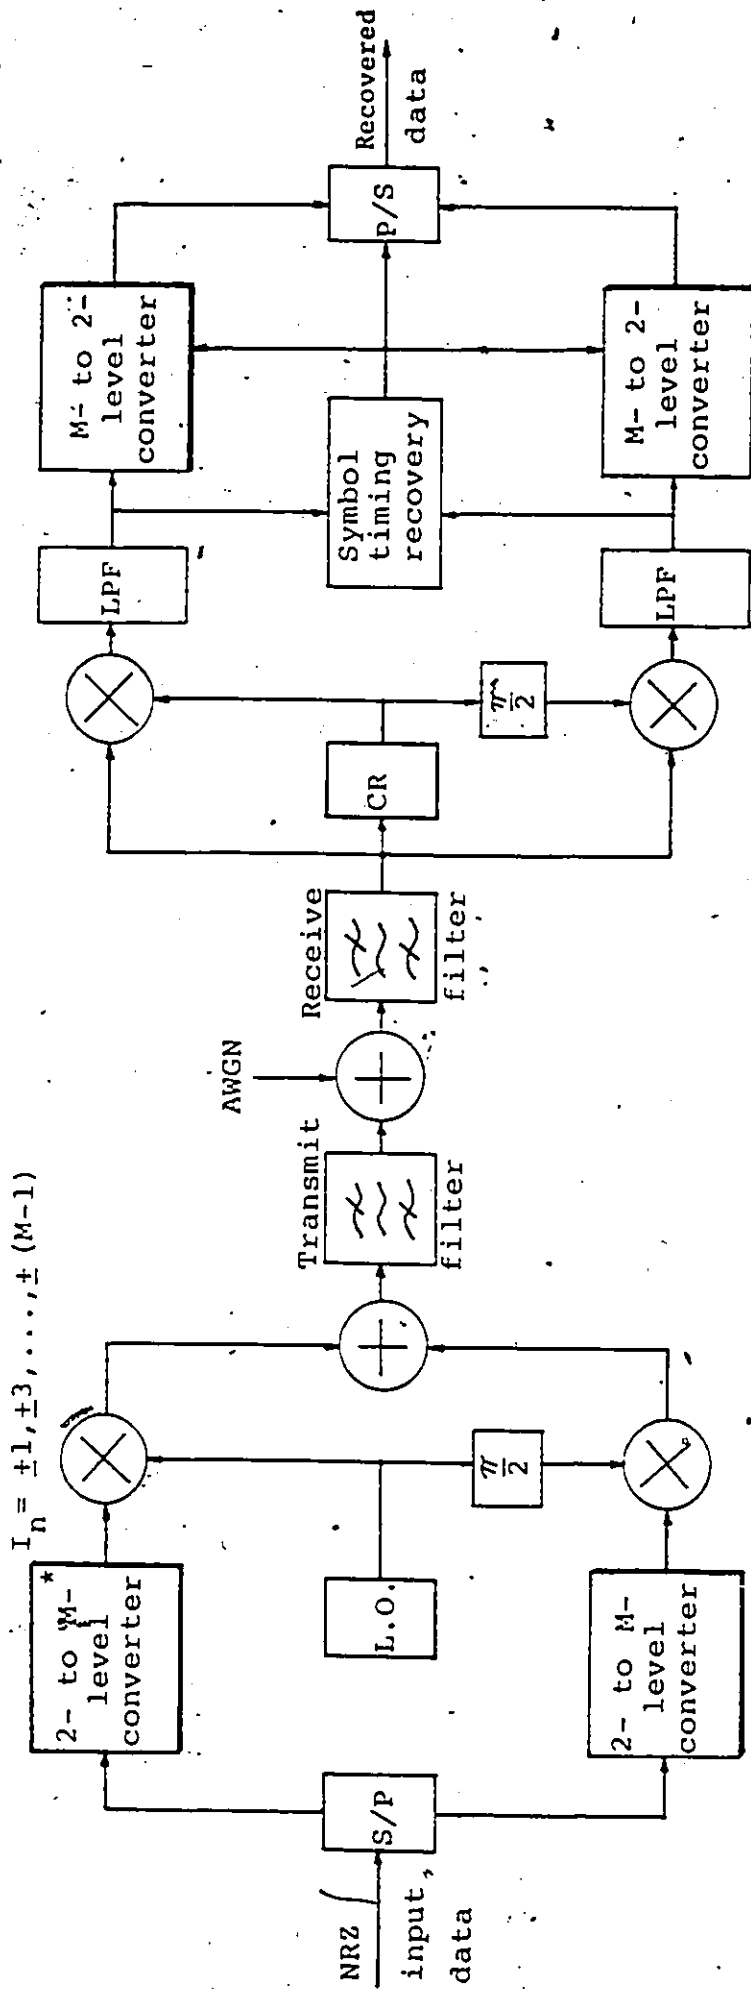 I_n = ±1, ±3, ..., ± (M-1)
NRZ
input,
data
S/P
2- to M-
level
converter
*
2- to M-
level
converter
L.O.
π/2
Transmit
filter
AWGN
Receive
filter
CR
π/2
LPF
LPF
Symbol
timing
recovery
M- to 2-
level
converter
M- to 2-
level
converter
P/S
Recovered
data